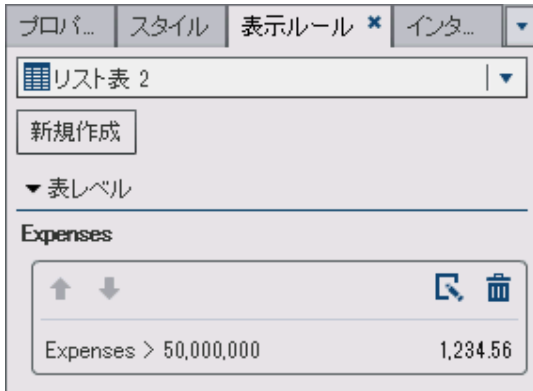 プロパ... スタイル 表示ルール インタ...
リスト表 2
新規作成
表レベル
Expenses
Expenses > 50,000,000 1,234.56